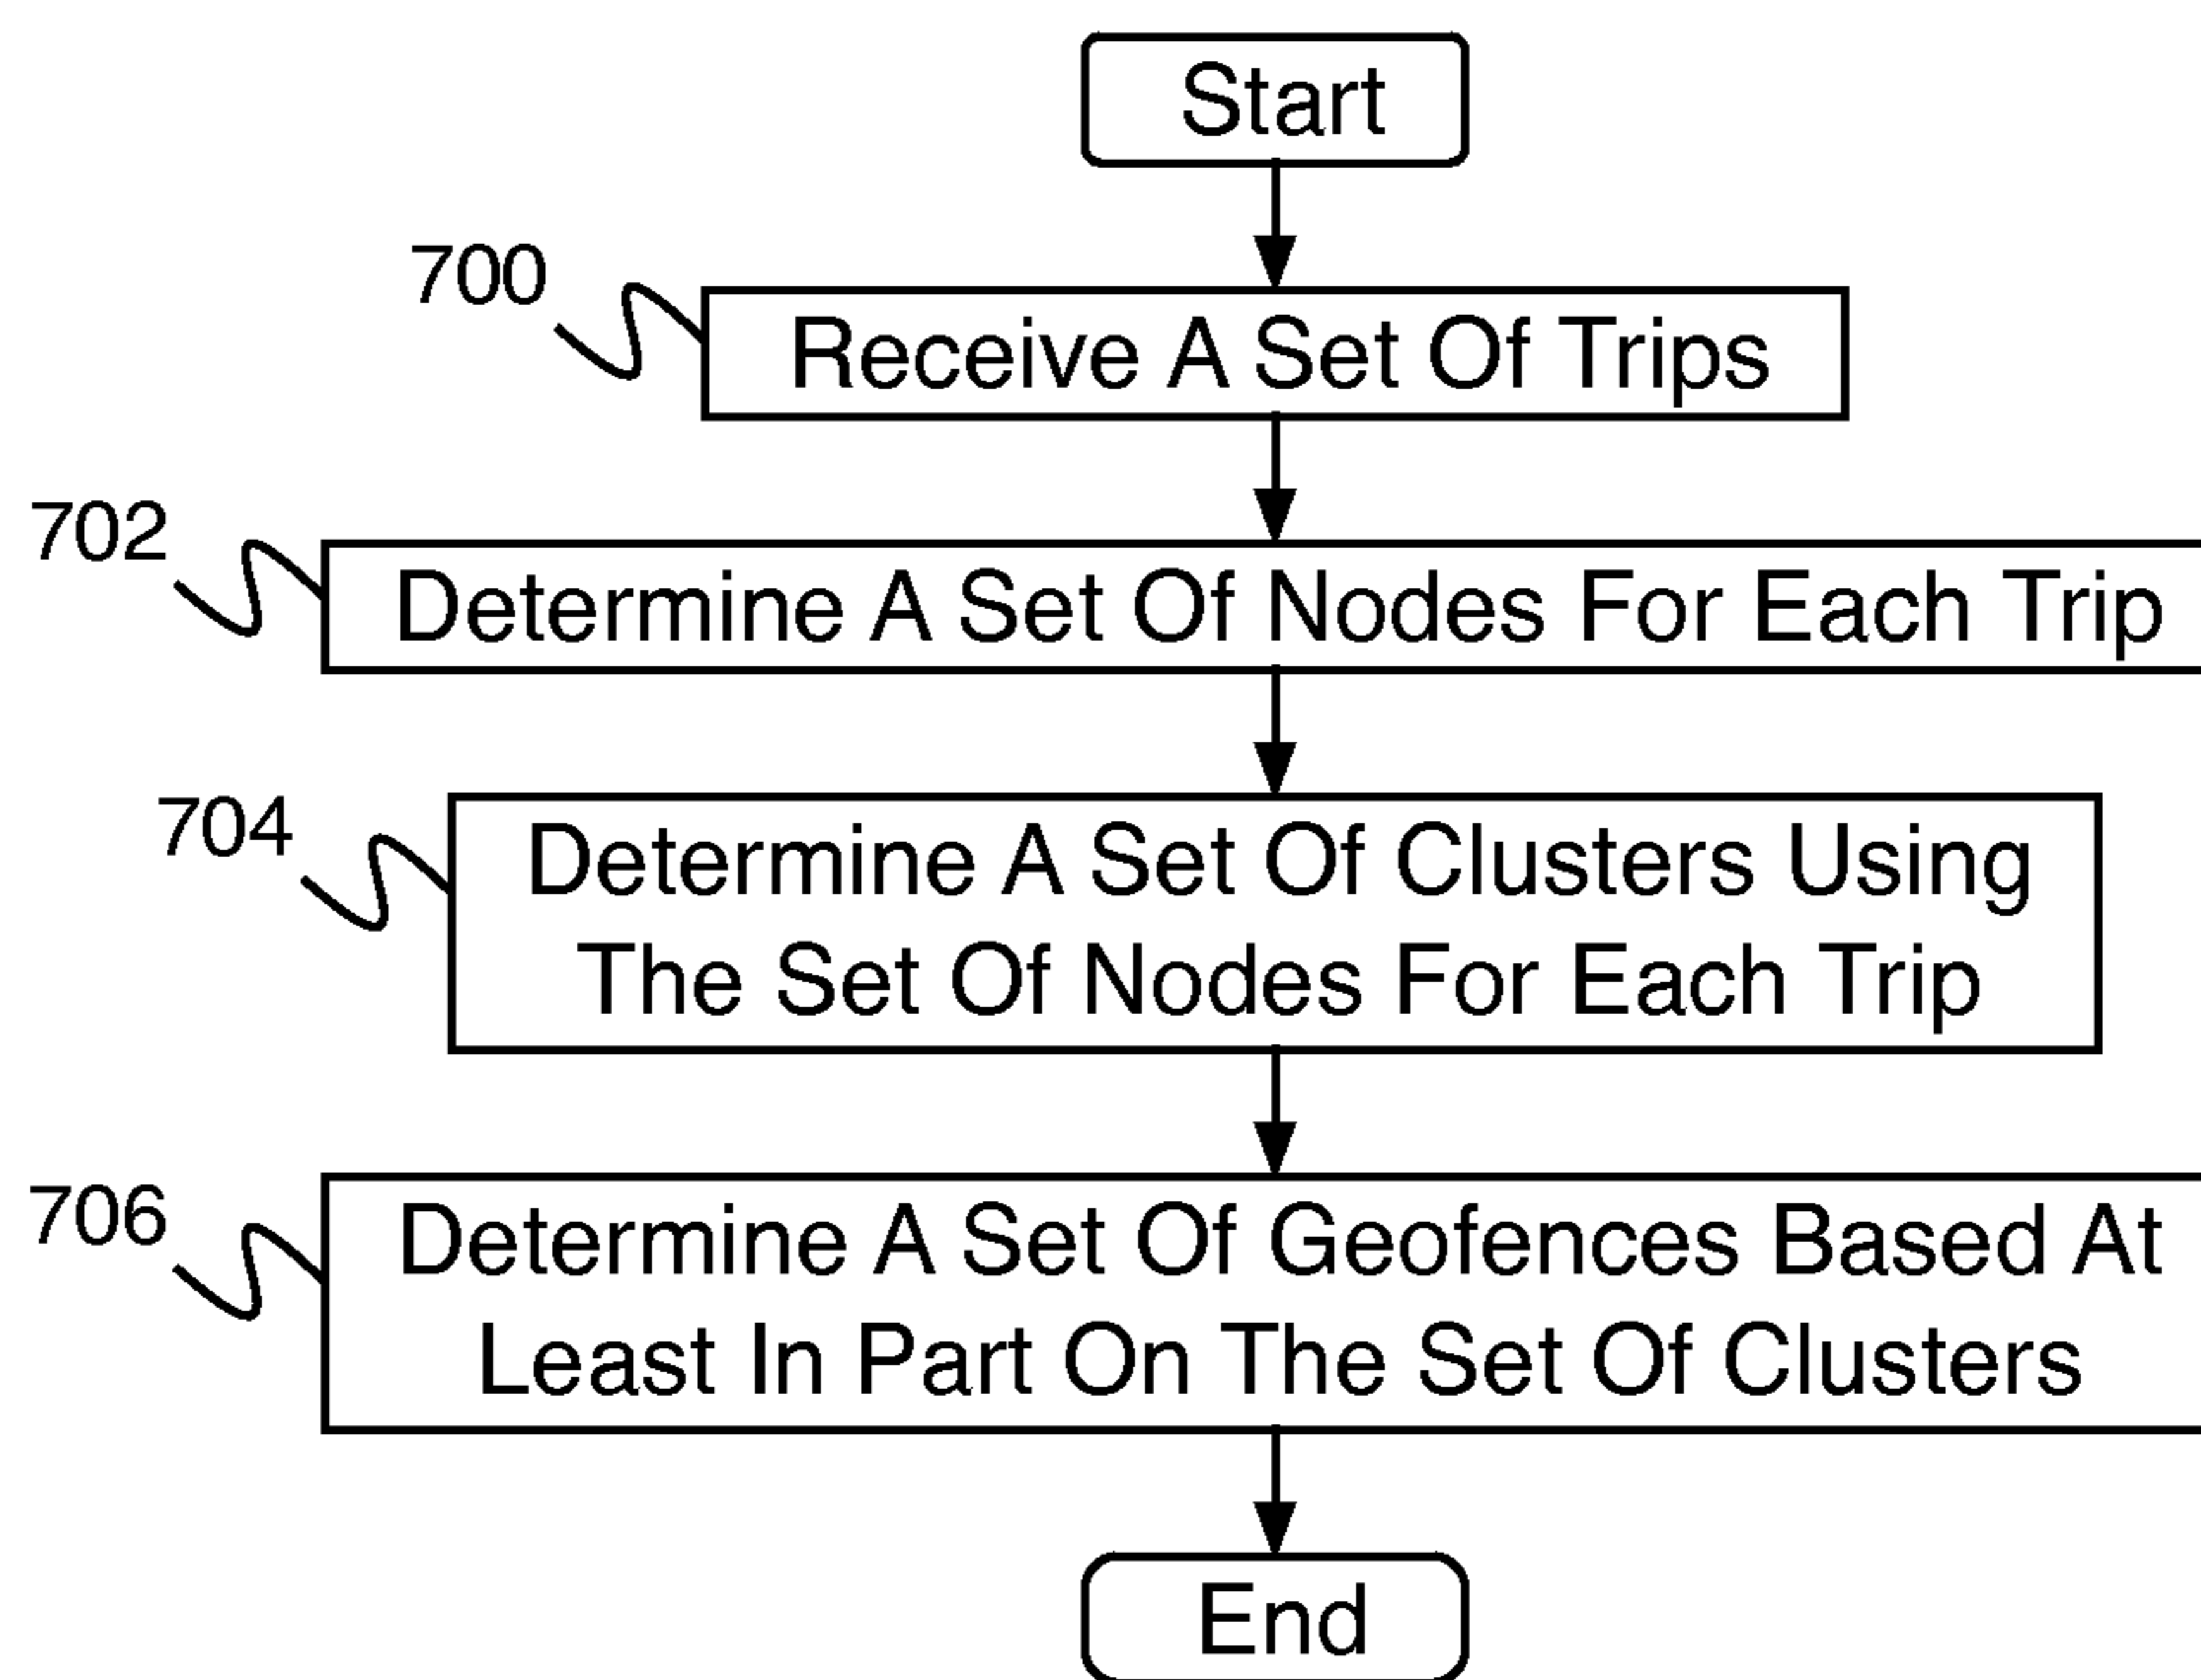 Start
700
Receive A Set Of Trips
702
Determine A Set Of Nodes For Each Trip
704
Determine A Set Of Clusters Using
The Set Of Nodes For Each Trip
706
Determine A Set Of Geofences Based At
Least In Part On The Set Of Clusters
End